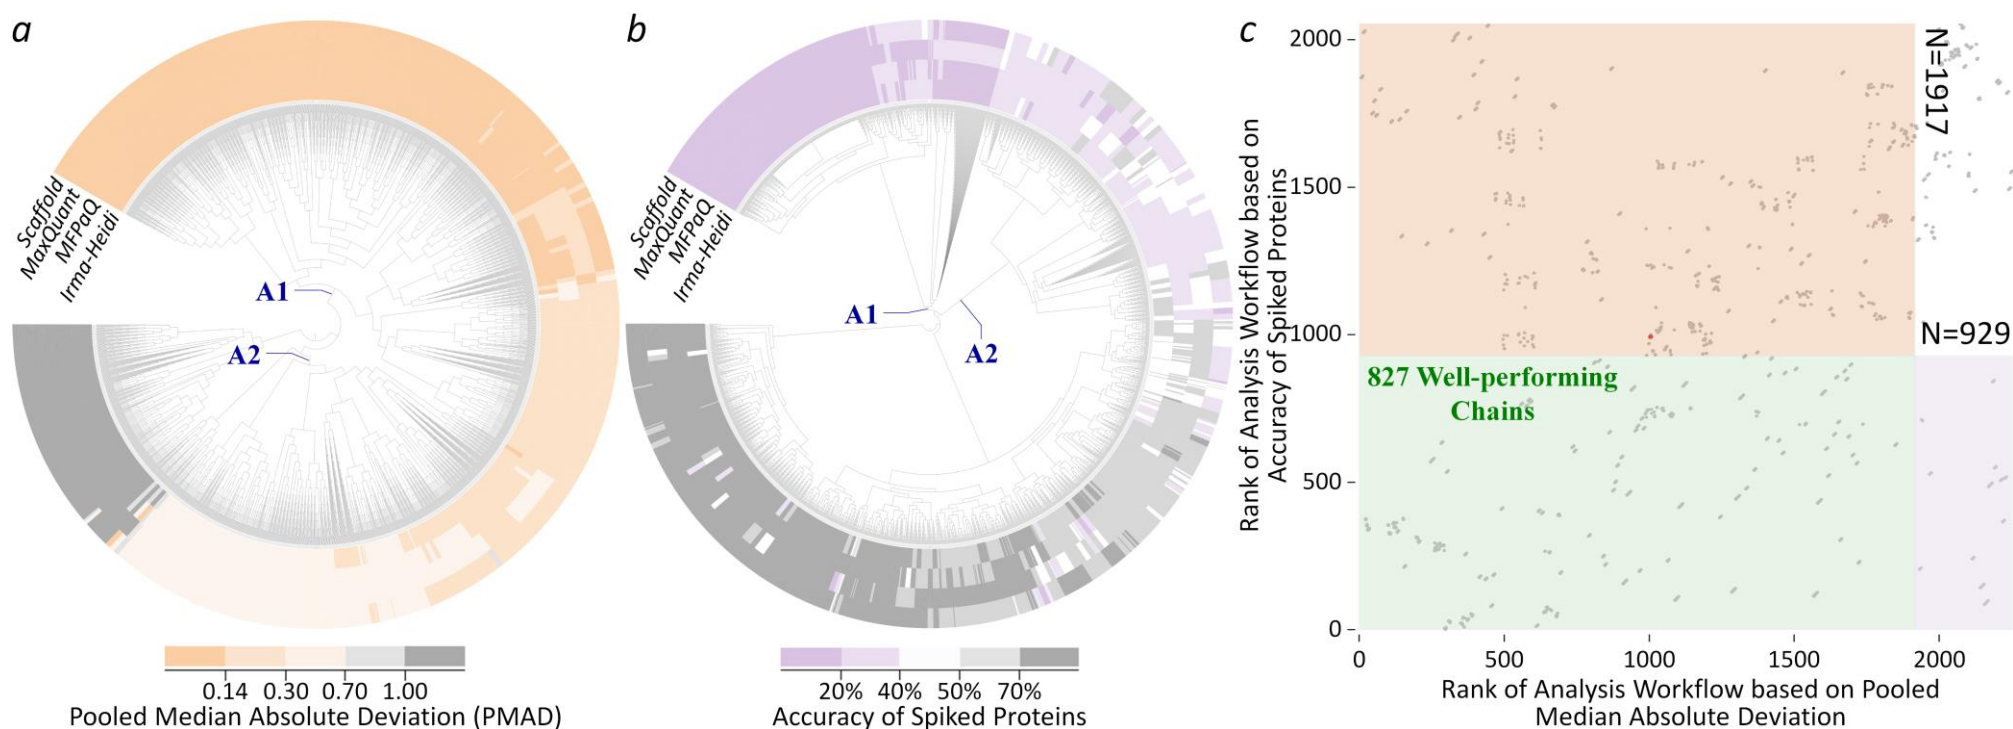 a
Scaffold
MaxQuant
MFPaQ
Irma-Heidi
A1
A2
0.14 0.30 0.70 1.00
Pooled Median Absolute Deviation (PMAD)
b
Scaffold
MaxQuant
MFPaQ
Irma-Heidi
A1
A2
20% 40% 50% 70%
Accuracy of Spiked Proteins
c
Rank of Analysis Workflow based on
Accuracy of Spiked Proteins
2000
1500
1000
500
0
N=1917
N=929
827 Well-performing
Chains
0 500 1000 1500 2000
Rank of Analysis Workflow based on Pooled
Median Absolute Deviation